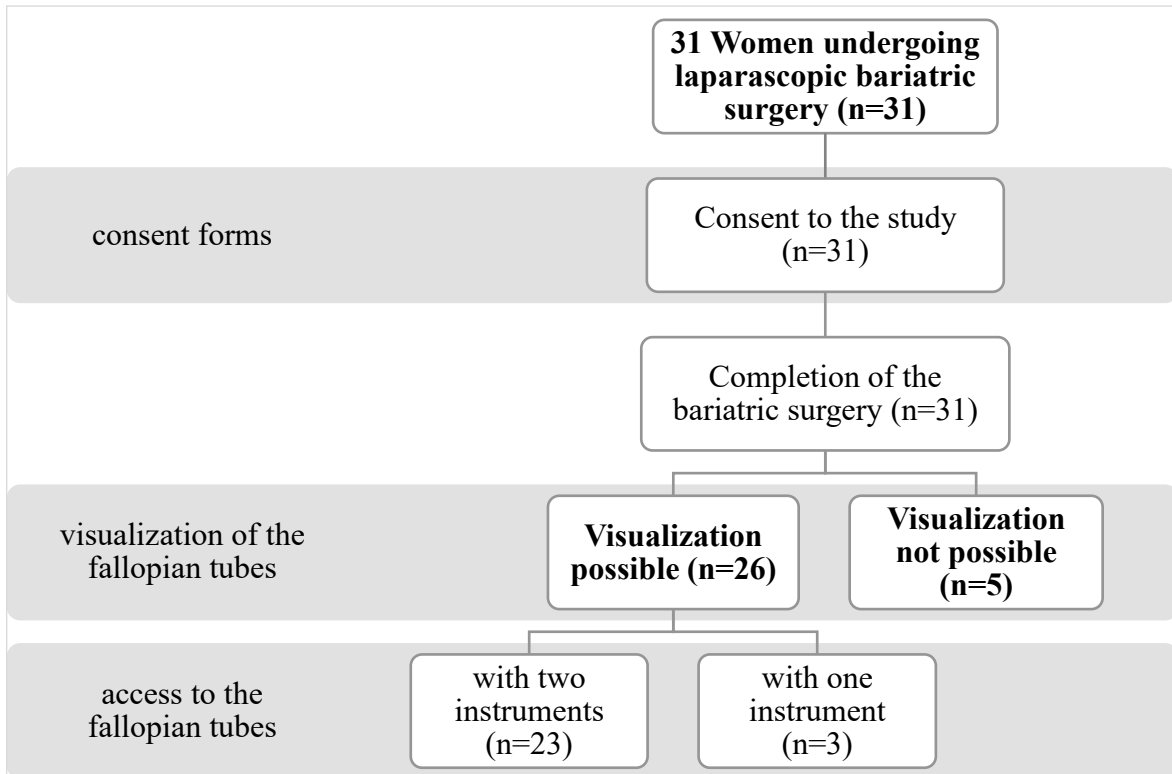 31 Women undergoing
laparascopic bariatric
surgery (n=31)
consent forms
Consent to the study
(n=31)
Completion of the
bariatric surgery (n=31)
visualization of the
fallopian tubes
Visualization
possible (n=26)
Visualization
not possible
(n=5)
access to the
fallopian tubes
with two
instruments
(n=23)
with one
instrument
(n=3)